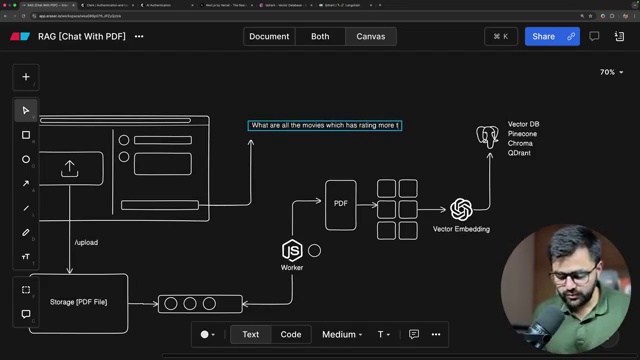 RAG [Chat With PDF]
Document
Both
Canvas
⌘ K
Share
70%
What are all the movies which has rating more t
Vector DB
Pinecone
Chroma
QDrant
PDF
Vector Embedding
/upload
JS
Worker
Storage [PDF File]
Text
Code
Medium
T